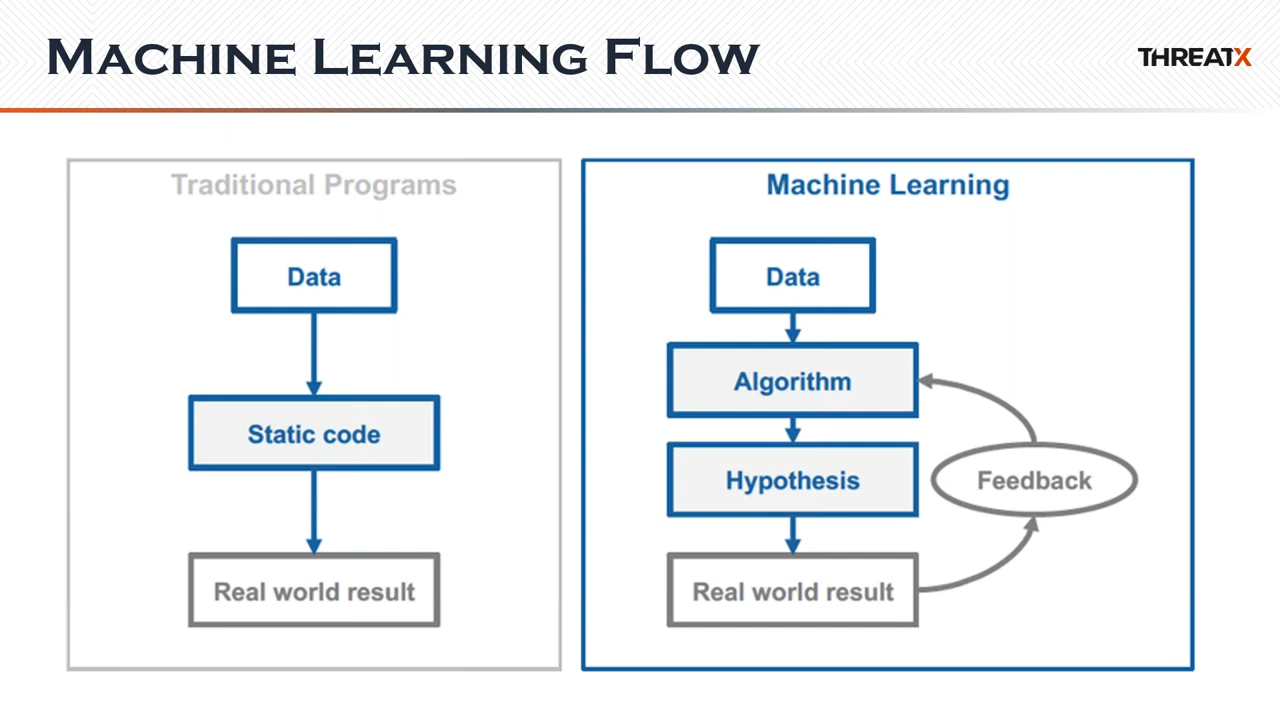 MACHINE LEARNING FLOW
THREATX
Traditional Programs
Data
Static code
Real world result
Machine Learning
Data
Algorithm
Hypothesis
Feedback
Real world result